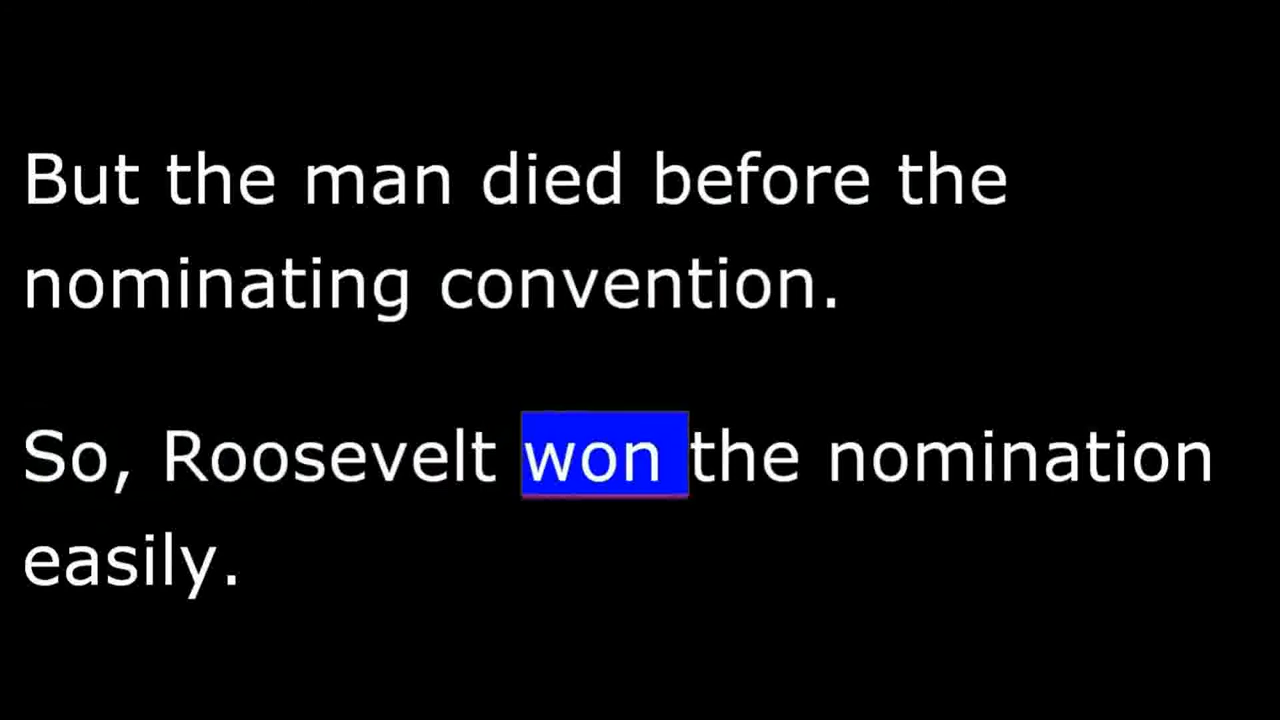 But the man died before the
nominating convention.
So, Roosevelt won the nomination
easily.